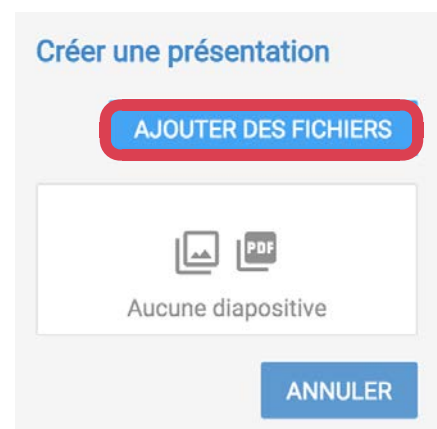 Créer une présentation
AJOUTER DES FICHIERS
PDF
Aucune diapositive
ANNULER